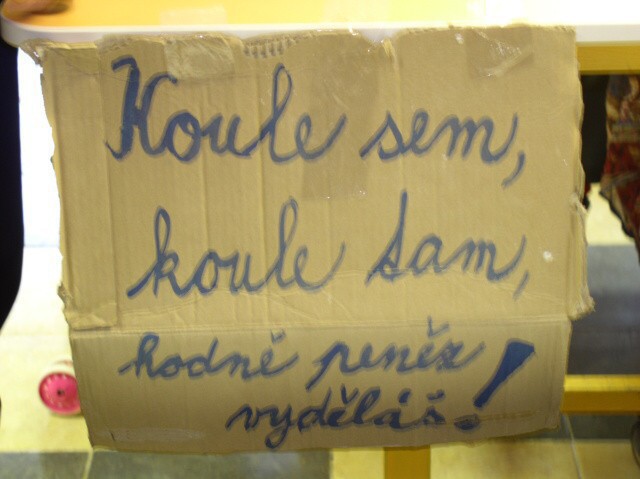 Koule sem,
koule tam,
hodně peněz
vyděláš!